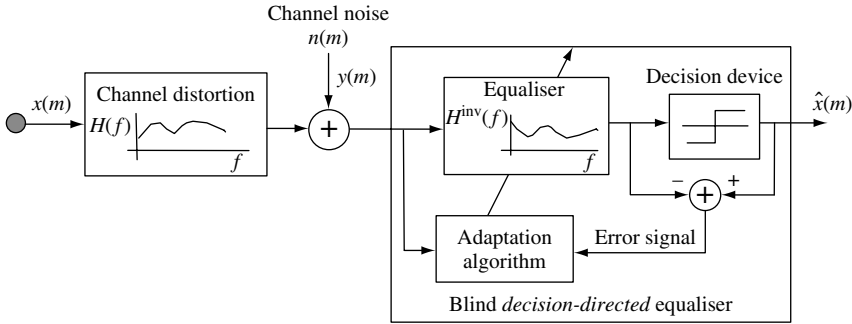 Channel noise
n(m)
y(m)
x(m)
Channel distortion
H(f)
f
+
Equaliser
H^inv(f)
f
Decision device
x̂(m)
− + +
Adaptation
algorithm
Error signal
Blind decision-directed equaliser